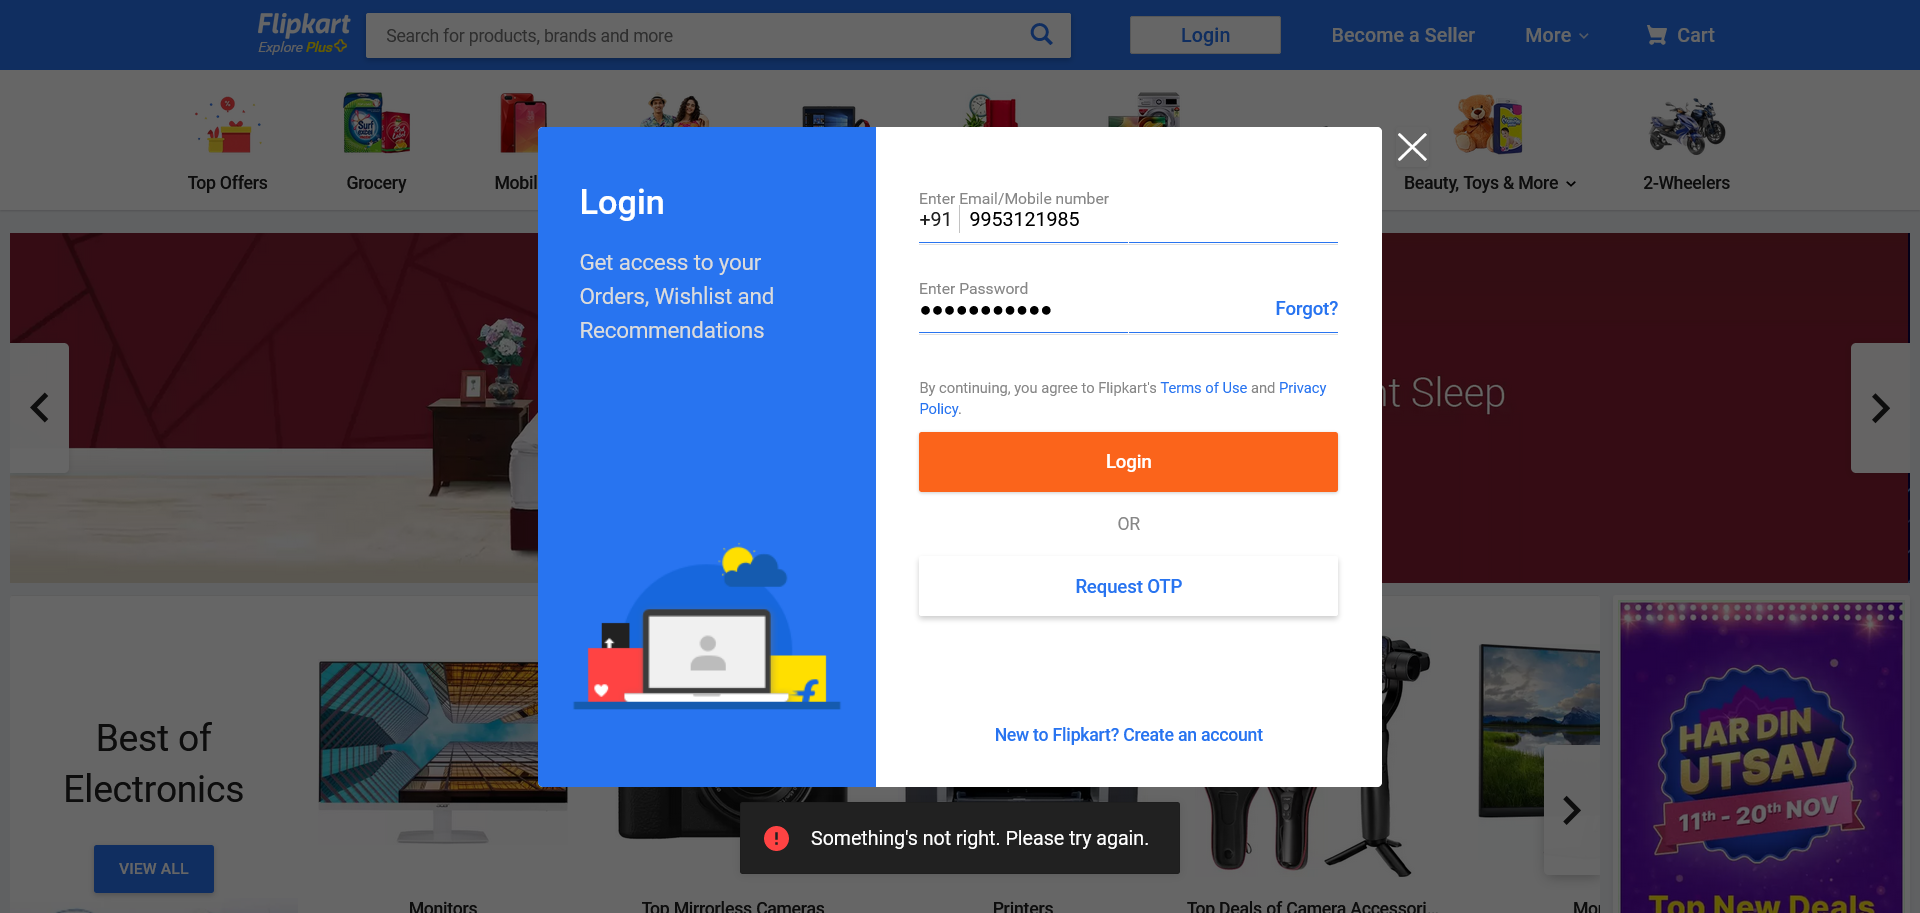 Flipkart
Explore Plus
Search for products, brands and more
Login
Become a Seller
More
Cart
Top Offers
Grocery
Mobil
Beauty, Toys & More
2-Wheelers
Login
Get access to your
Orders, Wishlist and
Recommendations
Enter Email/Mobile number
+91 9953121985
Enter Password
Forgot?
By continuing, you agree to Flipkart's Terms of Use and Privacy
Policy.
Login
OR
Request OTP
New to Flipkart? Create an account
nt Sleep
Best of
Electronics
VIEW ALL
HAR DIN
UTSAV
11th - 20th NOV
Top New Deals
Something's not right. Please try again.
Monitors
Top Mirrorless Cameras
Printers
Top Deals of Camera Accessori...
Mo